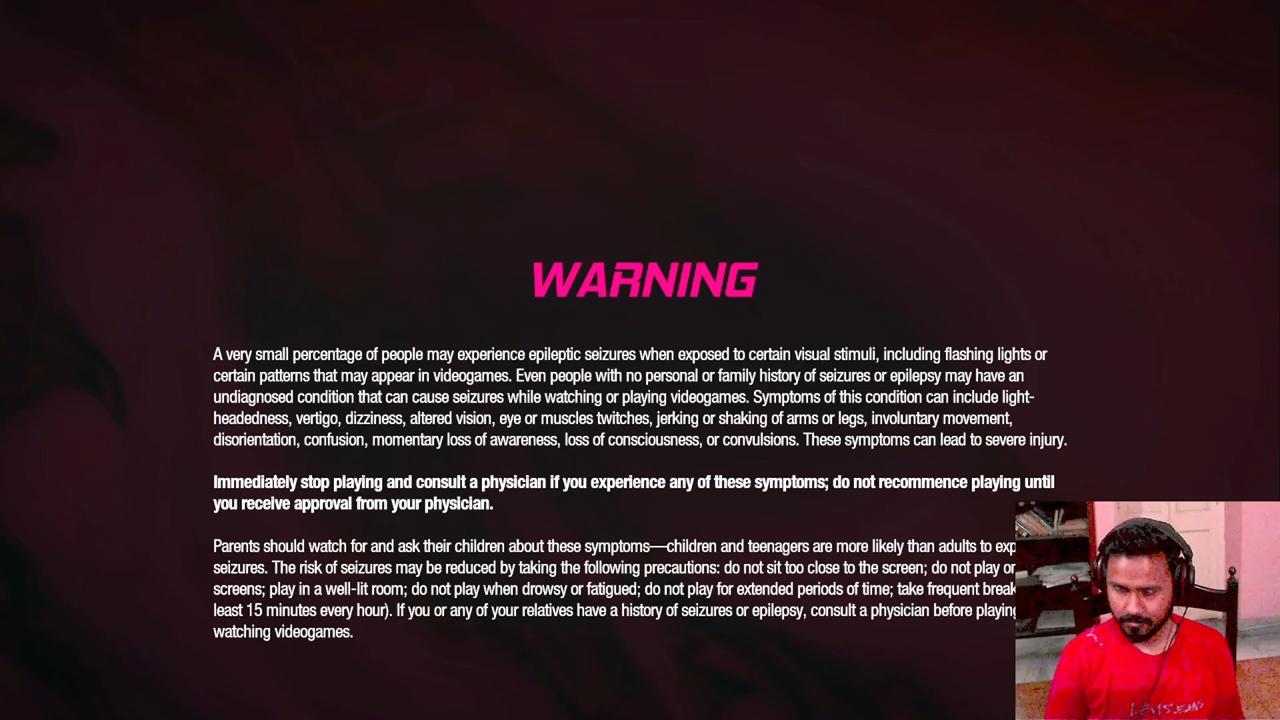 WARNING
A very small percentage of people may experience epileptic seizures when exposed to certain visual stimuli, including flashing lights or
certain patterns that may appear in videogames. Even people with no personal or family history of seizures or epilepsy may have an
undiagnosed condition that can cause seizures while watching or playing videogames. Symptoms of this condition can include light-
headedness, vertigo, dizziness, altered vision, eye or muscles twitches, jerking or shaking of arms or legs, involuntary movement,
disorientation, confusion, momentary loss of awareness, loss of consciousness, or convulsions. These symptoms can lead to severe injury.
Immediately stop playing and consult a physician if you experience any of these symptoms; do not recommence playing until
you receive approval from your physician.
Parents should watch for and ask their children about these symptoms—children and teenagers are more likely than adults to exp
seizures. The risk of seizures may be reduced by taking the following precautions: do not sit too close to the screen; do not play or
screens; play in a well-lit room; do not play when drowsy or fatigued; do not play for extended periods of time; take frequent break
least 15 minutes every hour). If you or any of your relatives have a history of seizures or epilepsy, consult a physician before playing
watching videogames.